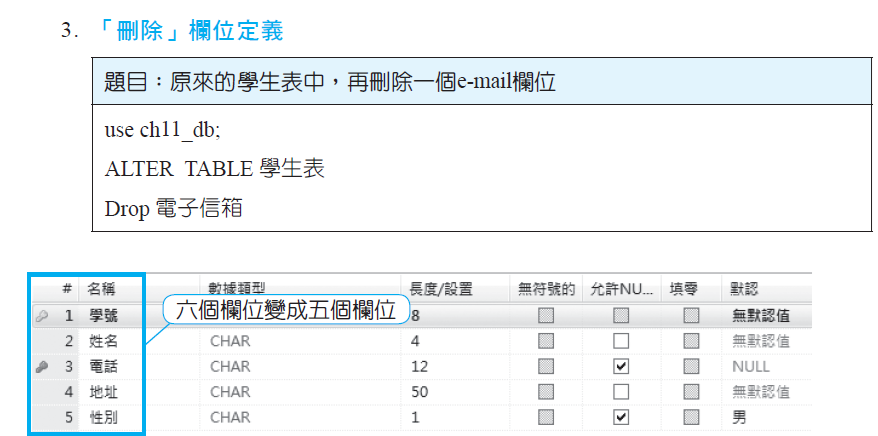 3. 「刪除」欄位定義
題目：原來的學生表中，再刪除一個e-mail欄位
use ch11_db;
ALTER TABLE 學生表
Drop 電子信箱
# 名稱 數據類型 長度/設置 無符號的 允許NU... 填零 默認
六個欄位變成五個欄位
1 學號 8 無默認值
2 姓名 CHAR 4 無默認值
3 電話 CHAR 12 NULL
4 地址 CHAR 50 無默認值
5 性別 CHAR 1 男